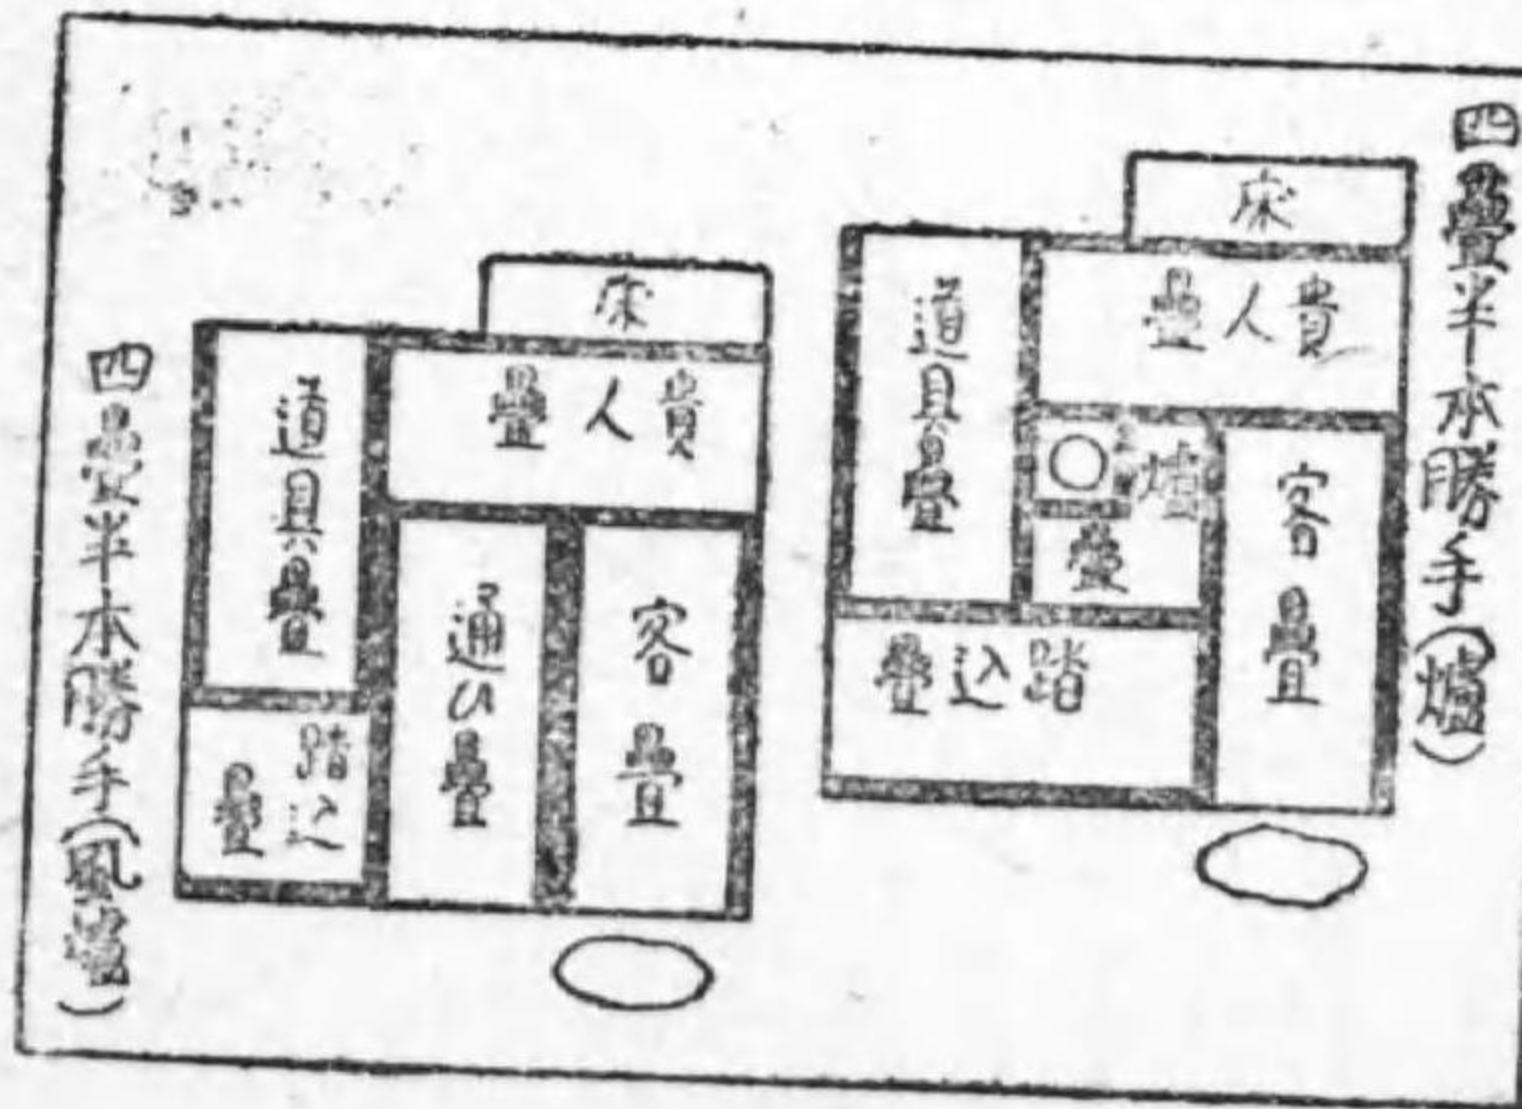 四疊半本勝手(爐)
床
貴人疊
道具疊
爐
疊
客疊
踏込疊
四疊半本勝手(風爐)
床
貴人疊
道具疊
通ひ疊
客疊
踏込
疊